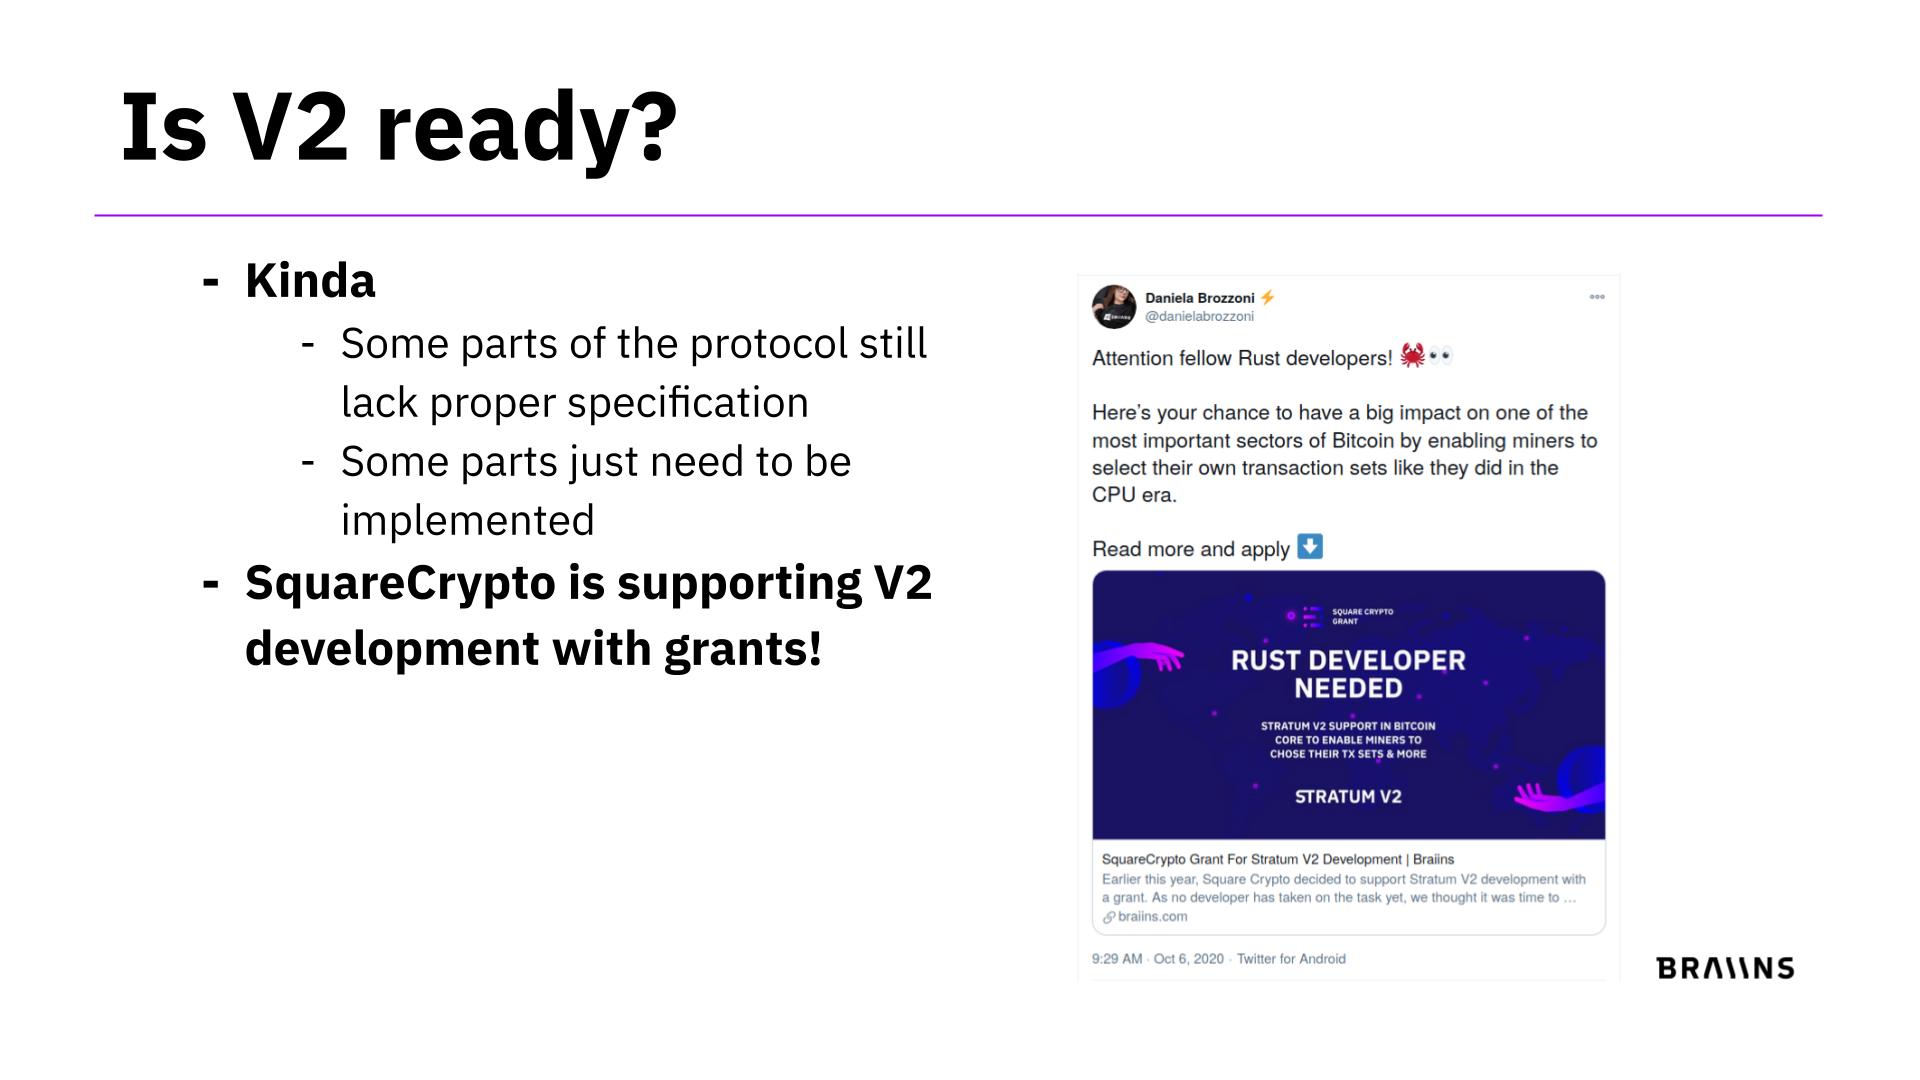 Is V2 ready?
- Kinda
- Some parts of the protocol still
lack proper specification
- Some parts just need to be
implemented
- SquareCrypto is supporting V2
development with grants!
Daniela Brozzoni ⚡
@danielabrozzoni
Attention fellow Rust developers! 🦀👀
Here’s your chance to have a big impact on one of the
most important sectors of Bitcoin by enabling miners to
select their own transaction sets like they did in the
CPU era.
Read more and apply ⬇️
SQUARE CRYPTO
GRANT
RUST DEVELOPER
NEEDED
STRATUM V2 SUPPORT IN BITCOIN
CORE TO ENABLE MINERS TO
CHOSE THEIR TX SETS & MORE
STRATUM V2
SquareCrypto Grant For Stratum V2 Development | Braiins
Earlier this year, Square Crypto decided to support Stratum V2 development with
a grant. As no developer has taken on the task yet, we thought it was time to …
braiins.com
9:29 AM · Oct 6, 2020 · Twitter for Android
BRAIINS